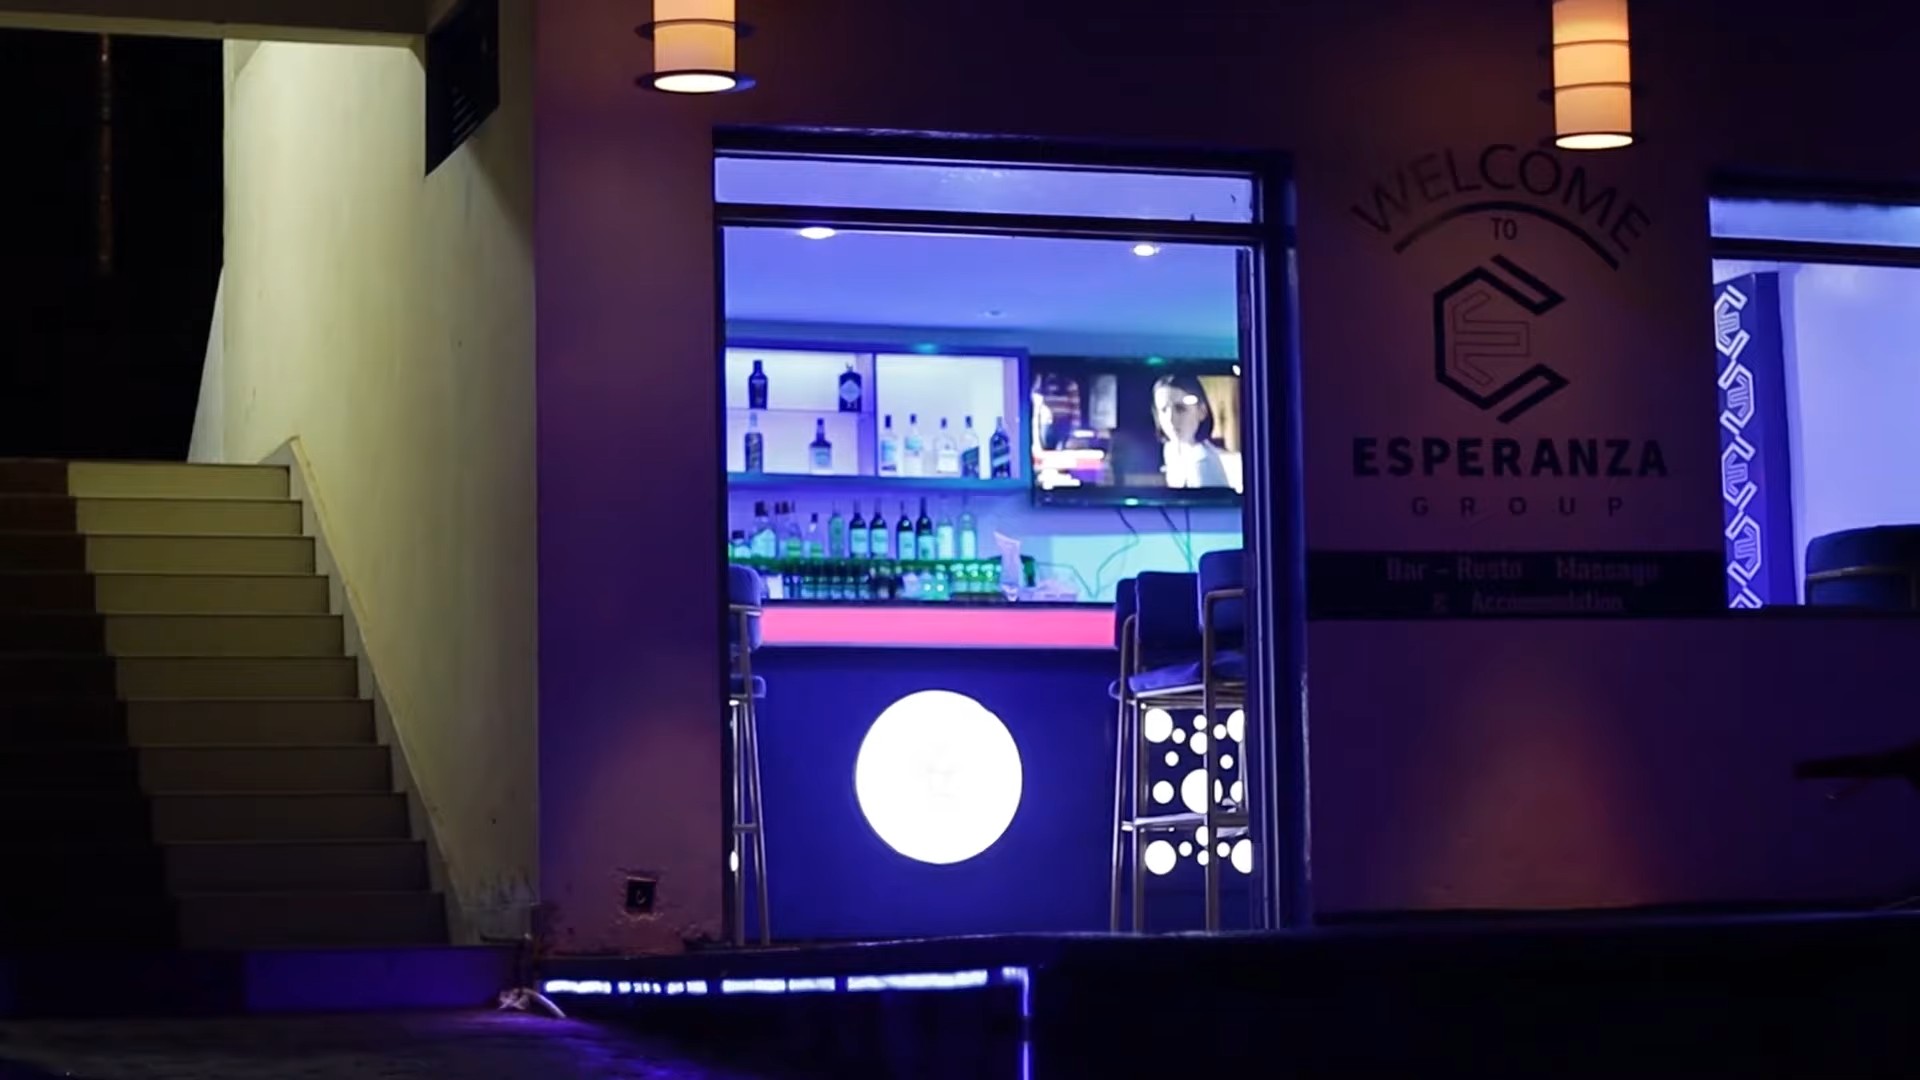 WELCOME
TO
ESPERANZA
GROUP
Bar - Resto Massage
& Accommodation